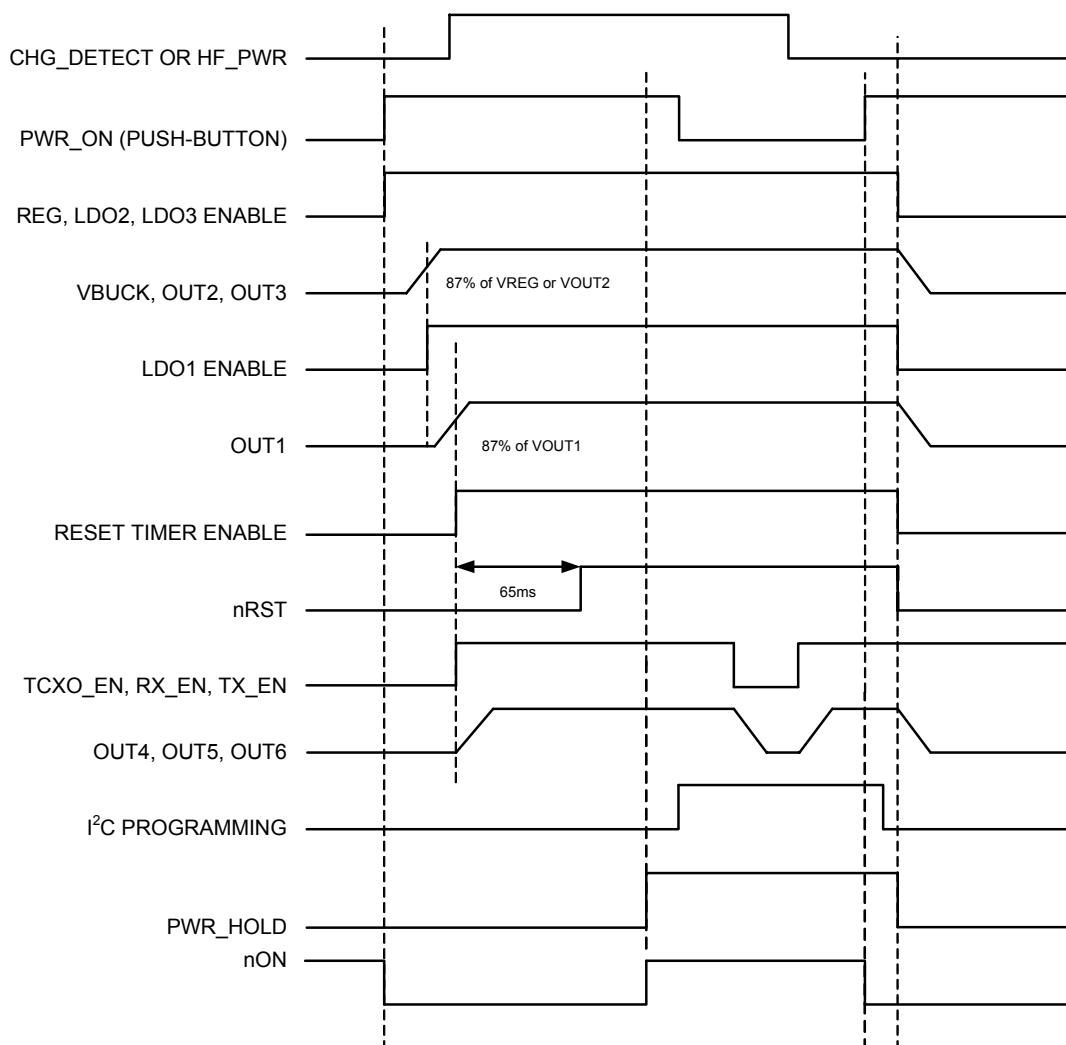 CHG_DETECT OR HF_PWR
PWR_ON (PUSH-BUTTON)
REG, LDO2, LDO3 ENABLE
VBUCK, OUT2, OUT3
87% of VREG or VOUT2
LDO1 ENABLE
OUT1
87% of VOUT1
RESET TIMER ENABLE
65ms
nRST
TCXO_EN, RX_EN, TX_EN
OUT4, OUT5, OUT6
I²C PROGRAMMING
PWR_HOLD
nON